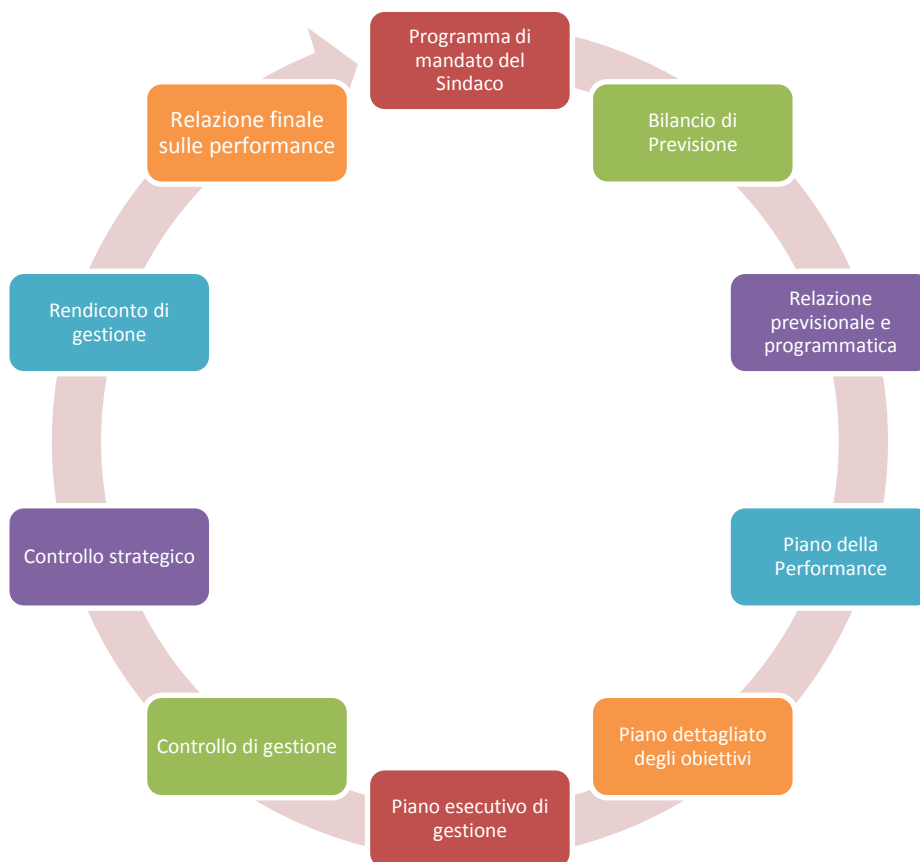 Programma di
mandato del
Sindaco
Bilancio di
Previsione
Relazione
previsionale e
programmatica
Piano della
Performance
Piano dettagliato
degli obiettivi
Piano esecutivo di
gestione
Controllo di gestione
Controllo strategico
Rendiconto di
gestione
Relazione finale
sulle performance